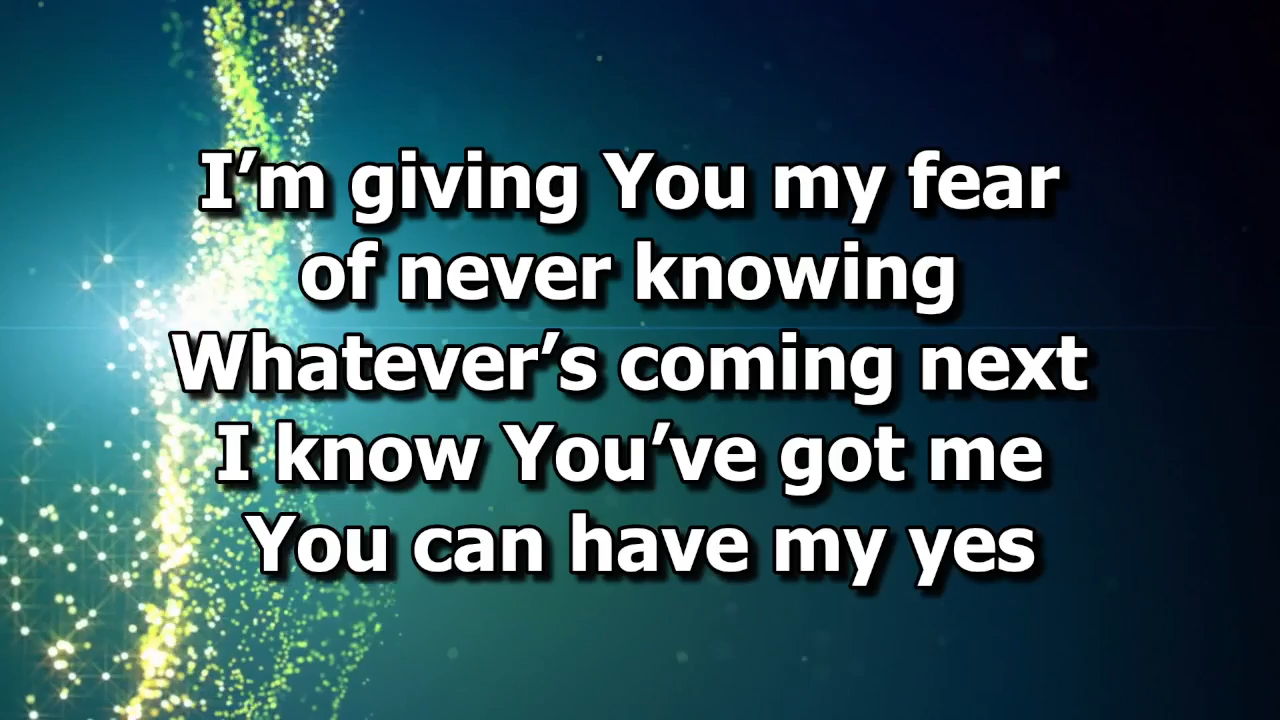 I’m giving You my fear
of never knowing
Whatever’s coming next
I know You’ve got me
You can have my yes